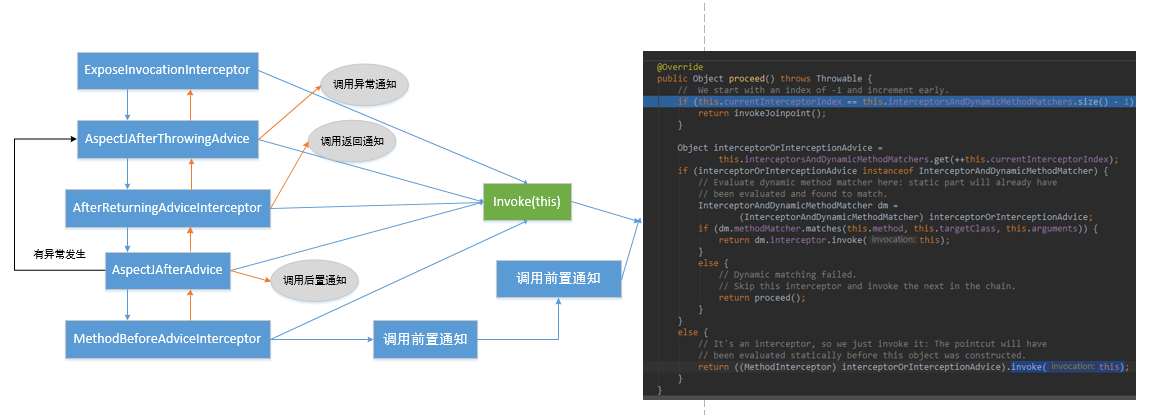 ExposeInvocationInterceptor
调用异常通知
AspectJAfterThrowingAdvice
调用返回通知
AfterReturningAdviceInterceptor
Invoke(this)
有异常发生
AspectJAfterAdvice
调用后置通知
调用前置通知
MethodBeforeAdviceInterceptor
调用前置通知
@Override
public Object proceed() throws Throwable {
//  We start with an index of -1 and increment early.
if (this.currentInterceptorIndex == this.interceptorsAndDynamicMethodMatchers.size() - 1)
return invokeJoinpoint();
}
Object interceptorOrInterceptionAdvice =
this.interceptorsAndDynamicMethodMatchers.get(++this.currentInterceptorIndex);
if (interceptorOrInterceptionAdvice instanceof InterceptorAndDynamicMethodMatcher) {
// Evaluate dynamic method matcher here: static part will already have
// been evaluated and found to match.
InterceptorAndDynamicMethodMatcher dm =
(InterceptorAndDynamicMethodMatcher) interceptorOrInterceptionAdvice;
if (dm.methodMatcher.matches(this.method, this.targetClass, this.arguments)) {
return dm.interceptor.invoke( invocation: this);
}
else {
// Dynamic matching failed.
// Skip this interceptor and invoke the next in the chain.
return proceed();
}
}
else {
// It's an interceptor, so we just invoke it: The pointcut will have
// been evaluated statically before this object was constructed.
return ((MethodInterceptor) interceptorOrInterceptionAdvice).invoke( invocation: this);
}
}